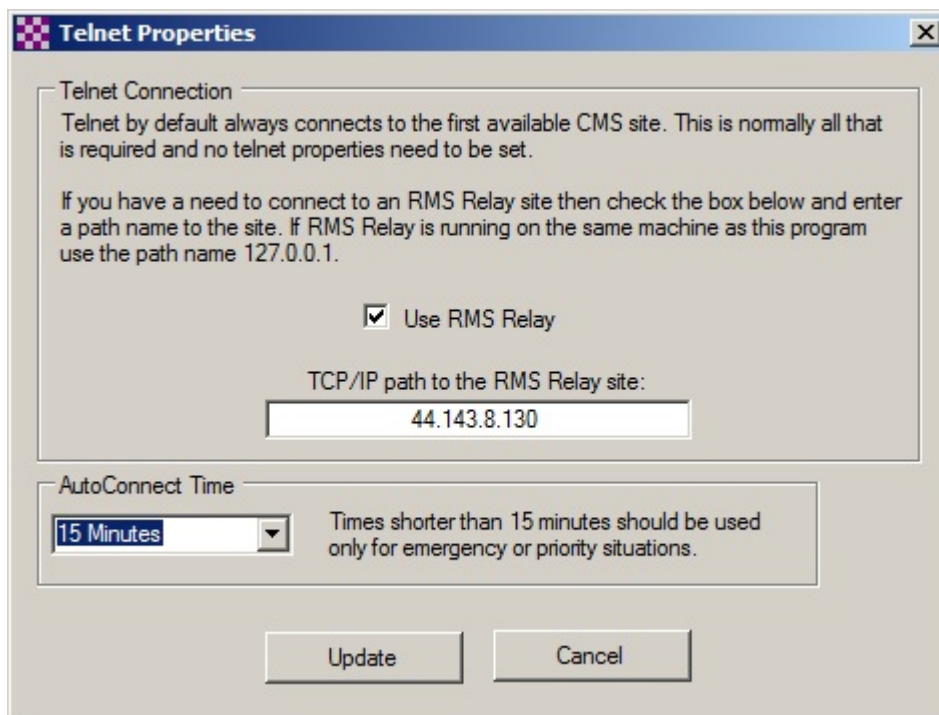 Telnet Properties
Telnet Connection
Telnet by default always connects to the first available CMS site. This is normally all that
is required and no telnet properties need to be set.
If you have a need to connect to an RMS Relay site then check the box below and enter
a path name to the site. If RMS Relay is running on the same machine as this program
use the path name 127.0.0.1.
Use RMS Relay
TCP/IP path to the RMS Relay site:
44.143.8.130
AutoConnect Time
15 Minutes
Times shorter than 15 minutes should be used
only for emergency or priority situations.
Update
Cancel